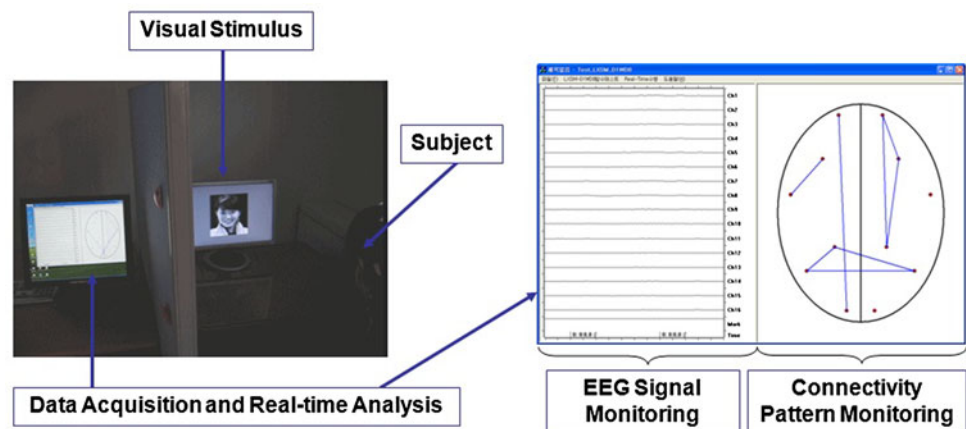 Visual Stimulus
Subject
Data Acquisition and Real-time Analysis
Test_LXSM_D1WD8
Ch1
Ch2
Ch3
Ch4
Ch5
Ch6
Ch7
Ch8
Ch9
Ch10
Ch11
Ch12
Ch13
Ch14
Ch15
Ch16
Mark
Time
EEG Signal
Monitoring
Connectivity
Pattern Monitoring